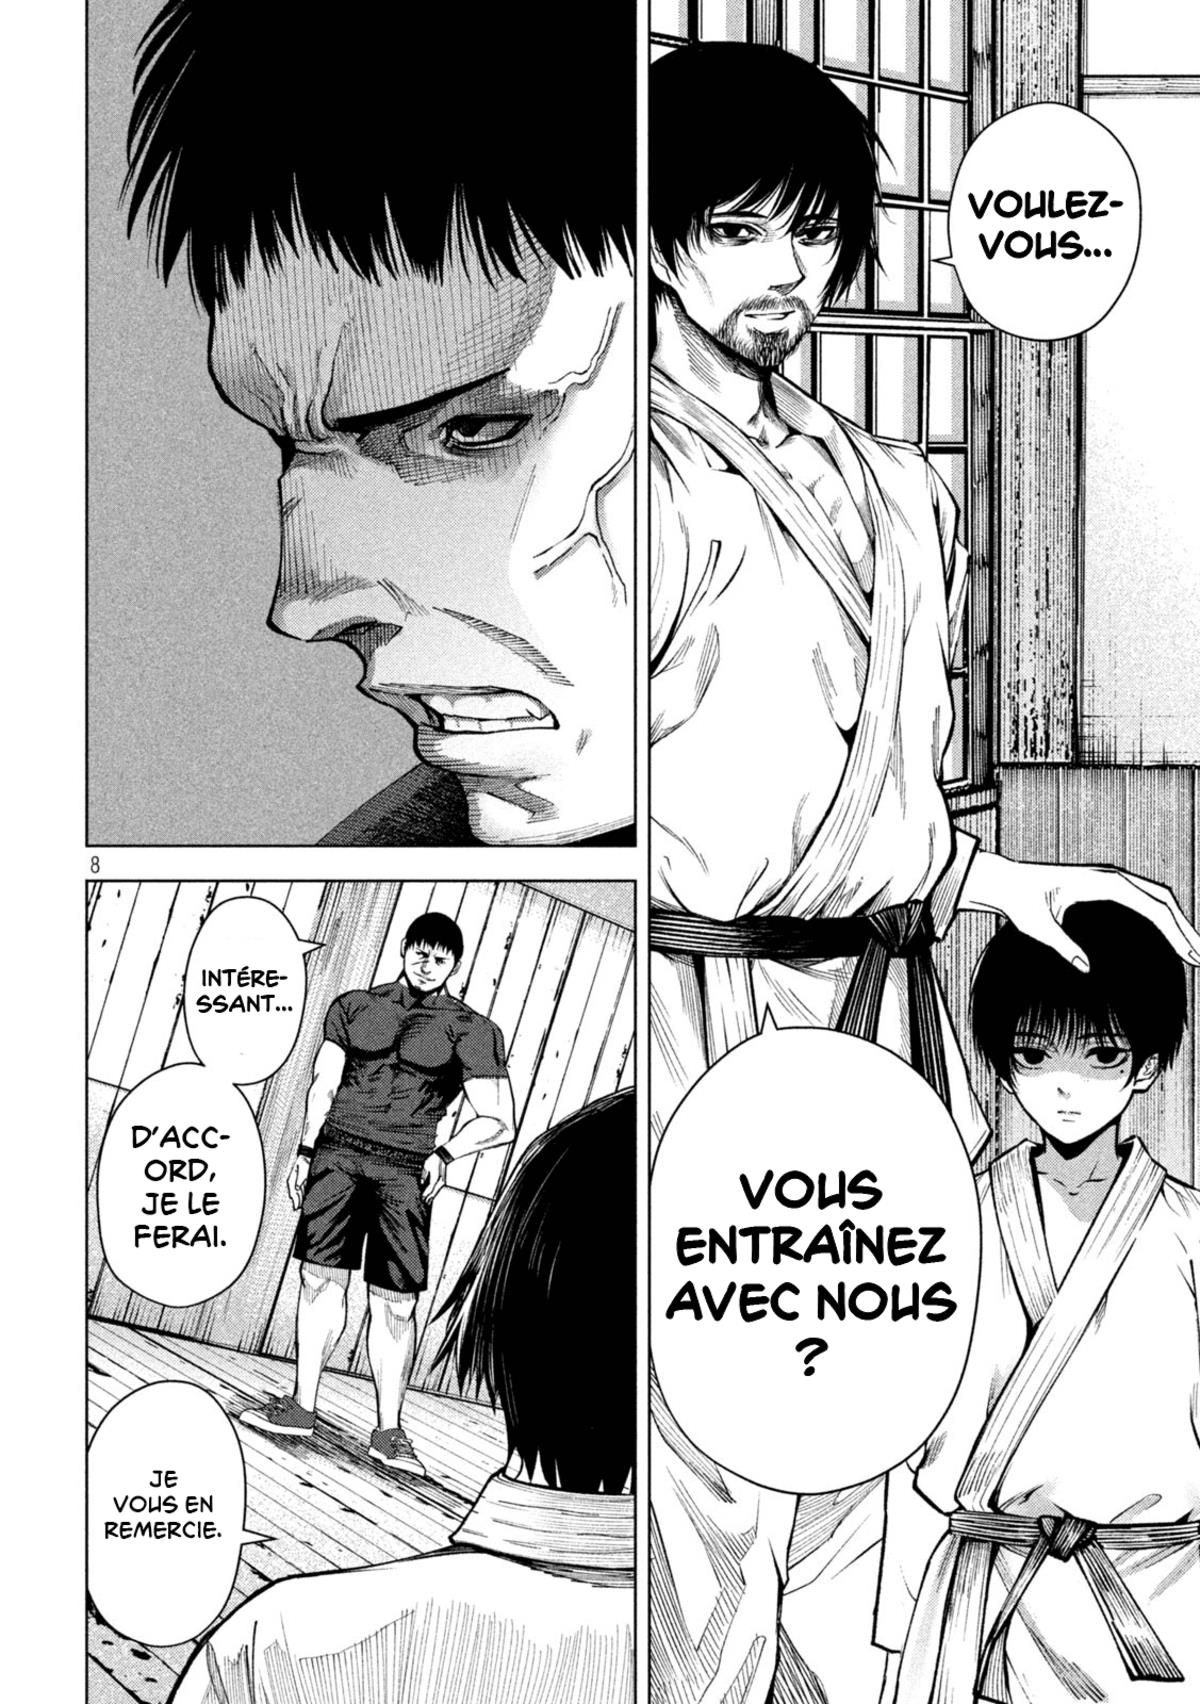 VOULEZ-
VOUS...
VOUS
ENTRAÎNEZ
AVEC NOUS
?
8
INTÉRE-
SSANT...
D'ACC-
ORD,
JE LE
FERAI.
JE
VOUS EN
REMERCIE.